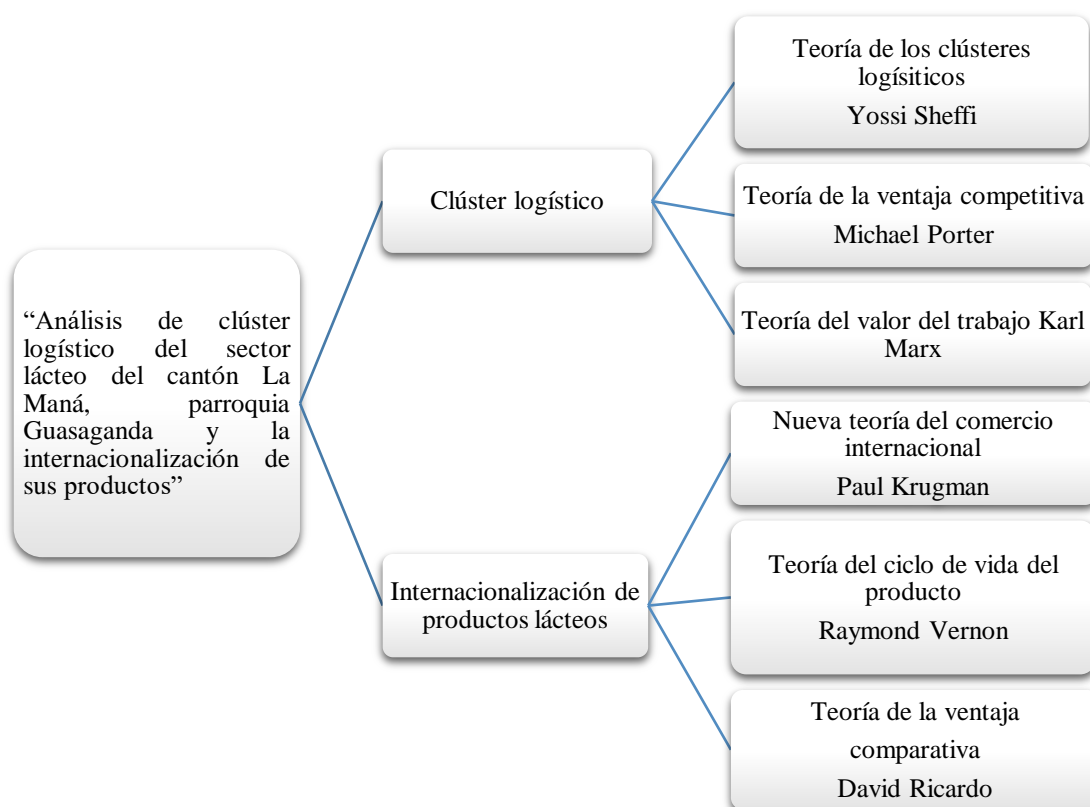 “Análisis de clúster
logístico del sector
lácteo del cantón La
Maná, parroquia
Guasaganda y la
internacionalización de
sus productos”
Clúster logístico
Teoría de los clústeres
logísiticos
Yossi Sheffi
Teoría de la ventaja competitiva
Michael Porter
Teoría del valor del trabajo Karl
Marx
Internacionalización de
productos lácteos
Nueva teoría del comercio
internacional
Paul Krugman
Teoría del ciclo de vida del
producto
Raymond Vernon
Teoría de la ventaja
comparativa
David Ricardo